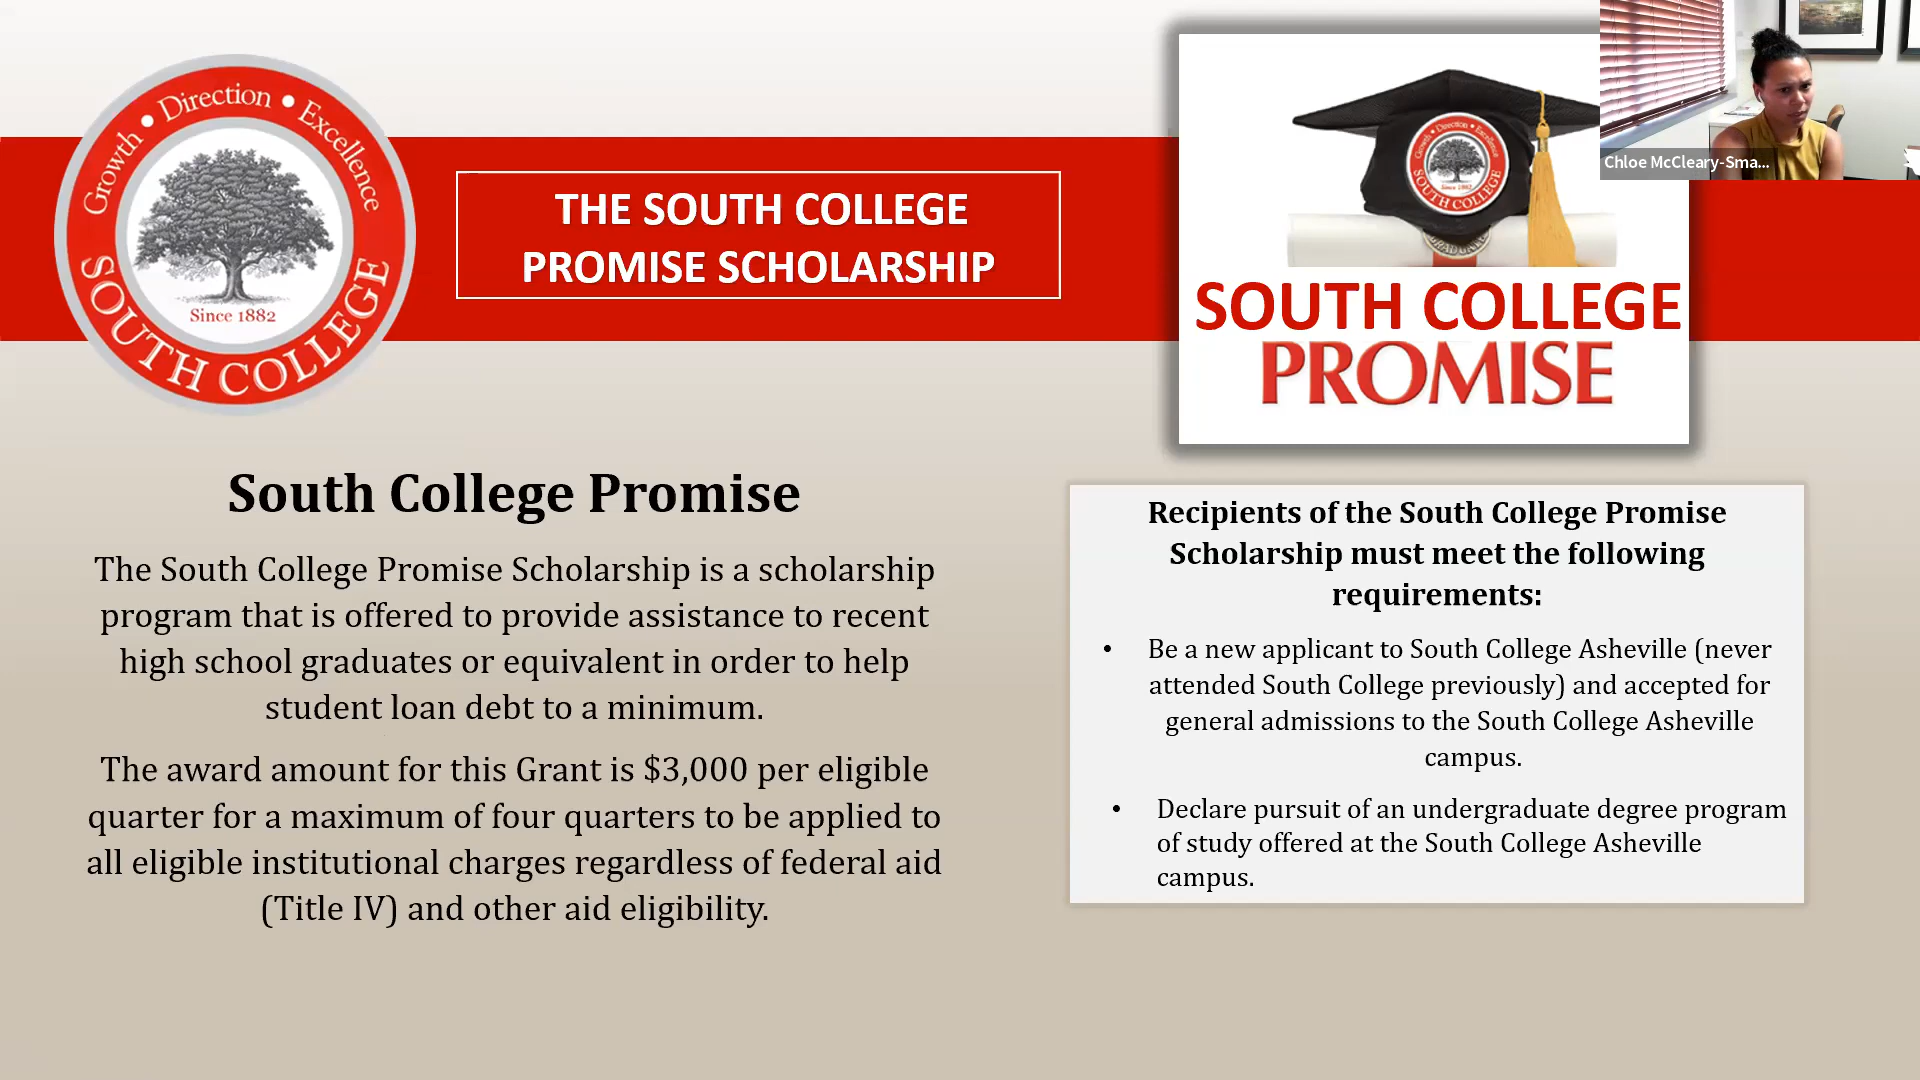 Growth • Direction • Excellence
Since 1882
SOUTH COLLEGE
THE SOUTH COLLEGE
PROMISE SCHOLARSHIP
Growth • Direction • Excellence
Since 1882
SOUTH COLLEGE
SOUTH COLLEGE
PROMISE
Chloe McCleary-Sma...
South College Promise
The South College Promise Scholarship is a scholarship
program that is offered to provide assistance to recent
high school graduates or equivalent in order to help
student loan debt to a minimum.
The award amount for this Grant is $3,000 per eligible
quarter for a maximum of four quarters to be applied to
all eligible institutional charges regardless of federal aid
(Title IV) and other aid eligibility.
Recipients of the South College Promise
Scholarship must meet the following
requirements:
• Be a new applicant to South College Asheville (never
attended South College previously) and accepted for
general admissions to the South College Asheville
campus.
• Declare pursuit of an undergraduate degree program
of study offered at the South College Asheville
campus.